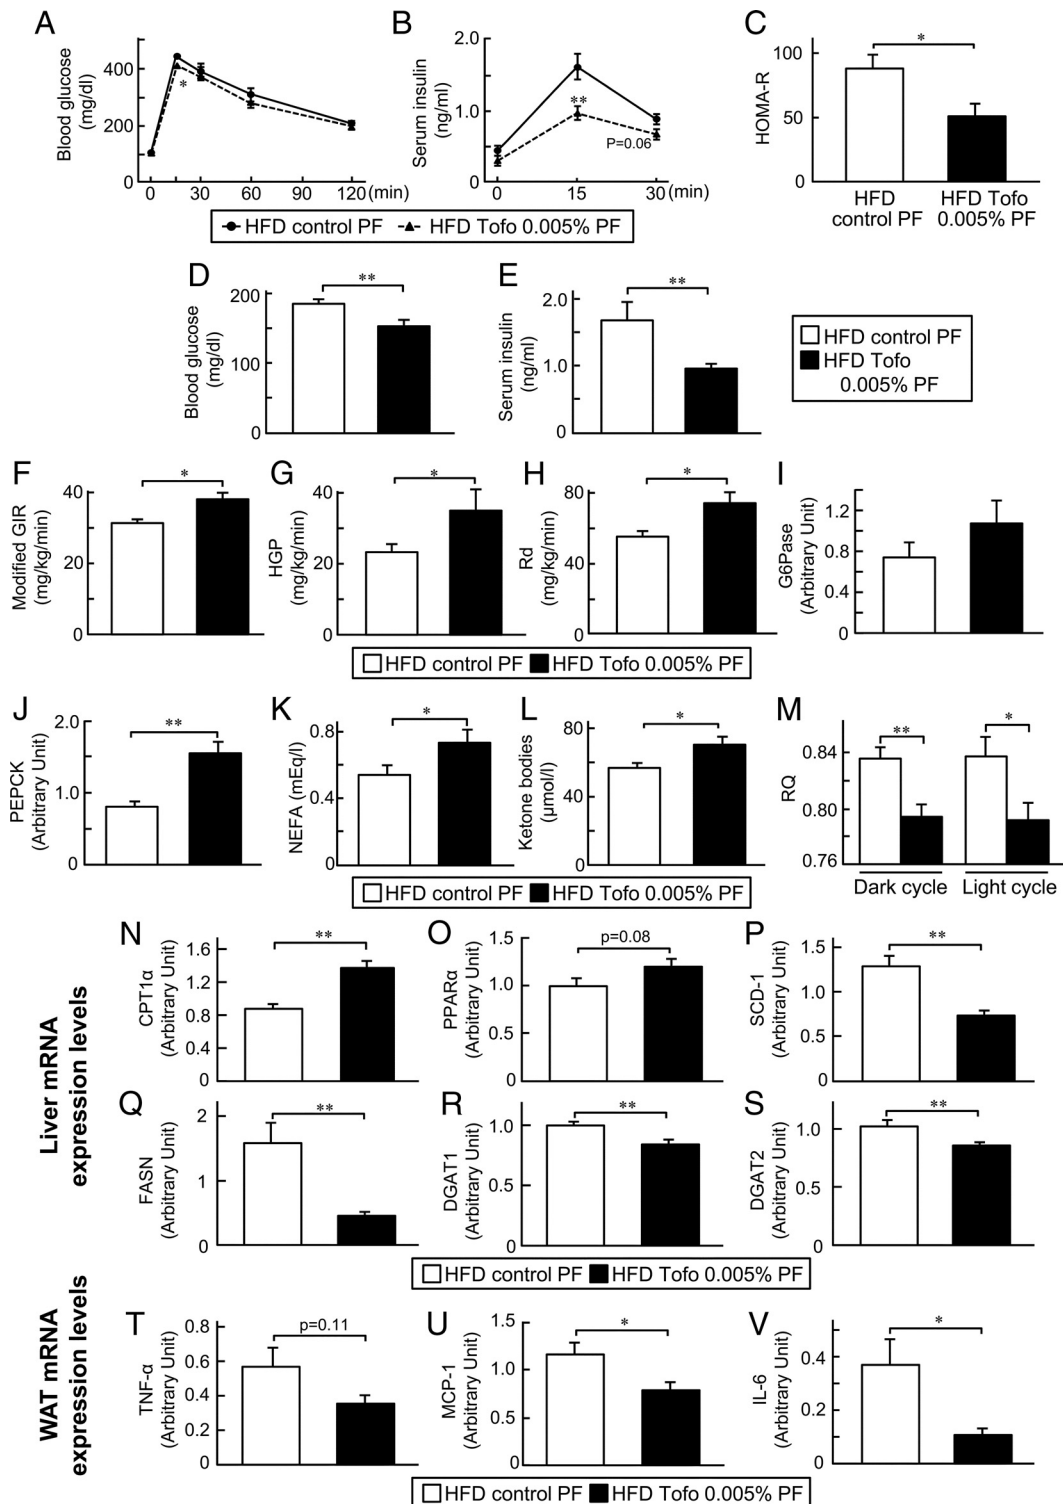 A
Blood glucose
(mg/dl)
400
200
0
*
0 30 60 90 120 (min)
B
Serum insulin
(ng/ml)
2.0
1.0
0
**
P=0.06
0 15 30 (min)
HFD control PF HFD Tofo 0.005% PF
C
HOMA-R
100
50
0
*
HFD
control PF
HFD Tofo
0.005% PF
D
Blood glucose
(mg/dl)
200
100
0
**
E
Serum insulin
(ng/ml)
2.0
1.0
0
**
HFD control PF
HFD Tofo
0.005% PF
F
Modified GIR
(mg/kg/min)
40
20
0
*
G
HGP
(mg/kg/min)
40
20
0
*
H
Rd
(mg/kg/min)
80
40
0
*
I
G6Pase
(Arbitrary Unit)
1.2
0.8
0.4
0
HFD control PF HFD Tofo 0.005% PF
J
PEPCK
(Arbitrary Unit)
2.0
1.0
0
**
K
NEFA (mEq/l)
0.8
0.4
0
*
L
Ketone bodies
(μmol/l)
80
40
0
*
M
RQ
0.84
0.80
0.76
** *
Dark cycle Light cycle
HFD control PF HFD Tofo 0.005% PF
Liver mRNA
expression levels
N
CPT1α
(Arbitrary Unit)
1.6
1.2
0.8
0.4
0
**
O
PPARα
(Arbitrary Unit)
1.5
1.0
0.5
0
p=0.08
P
SCD-1
(Arbitrary Unit)
1.5
1.0
0.5
0
**
Q
FASN
(Arbitrary Unit)
2
1
0
**
R
DGAT1
(Arbitrary Unit)
1.0
0.5
0
**
S
DGAT2
(Arbitrary Unit)
1.0
0.5
0
**
HFD control PF HFD Tofo 0.005% PF
WAT mRNA
expression levels
T
TNF-α
(Arbitrary Unit)
0.8
0.6
0.4
0.2
0
p=0.11
U
MCP-1
(Arbitrary Unit)
1.5
1.0
0.5
0
*
V
IL-6
(Arbitrary Unit)
0.4
0.2
0
*
HFD control PF HFD Tofo 0.005% PF